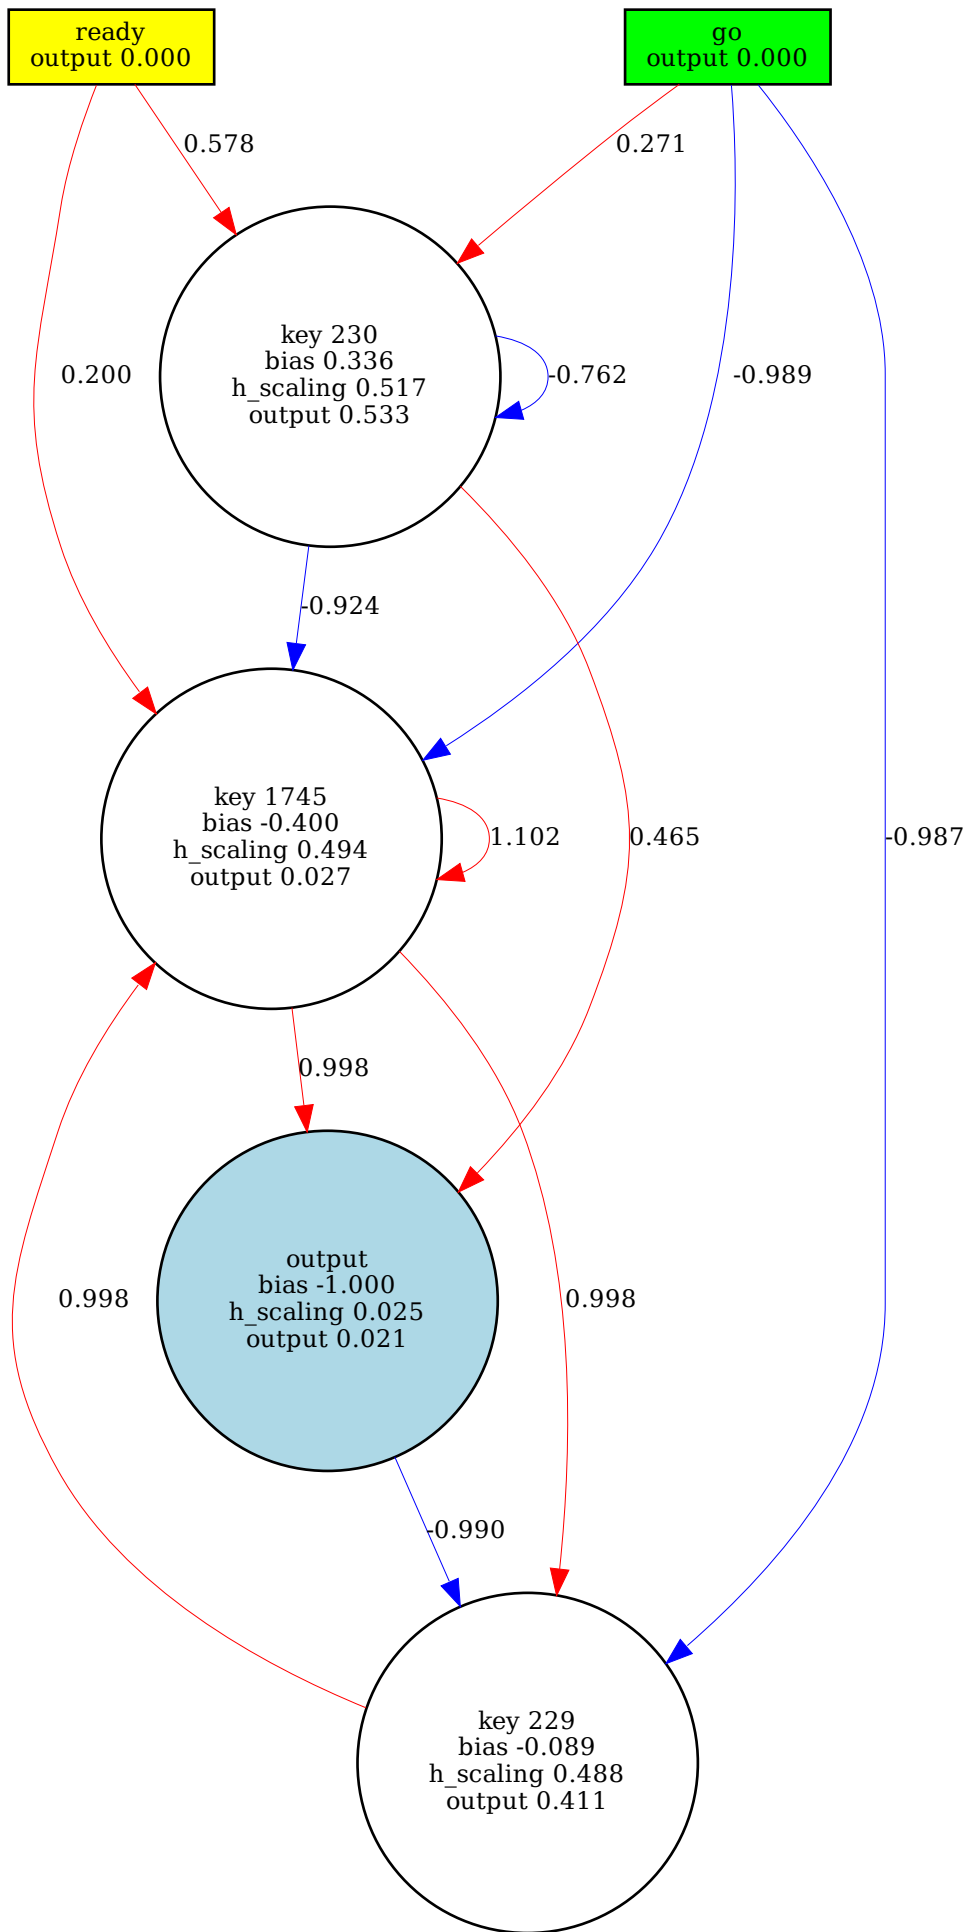 ready
output 0.000
go
output 0.000
0.578
0.271
key 230
bias 0.336
h_scaling 0.517
output 0.533
0.200
-0.762
-0.989
-0.924
key 1745
bias -0.400
h_scaling 0.494
output 0.027
1.102
0.465
-0.987
0.998
output
bias -1.000
h_scaling 0.025
output 0.021
0.998
0.998
-0.990
key 229
bias -0.089
h_scaling 0.488
output 0.411